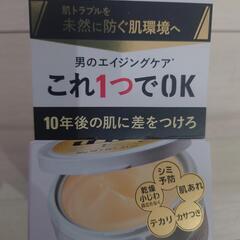 肌トラブルを
未然に防ぐ肌環境へ
男のエイジングケア*
これ1つでOK
10年後の肌に差をつけろ
シミ
予防
乾燥
小じわ
肌あれ
テカリ
カサつき